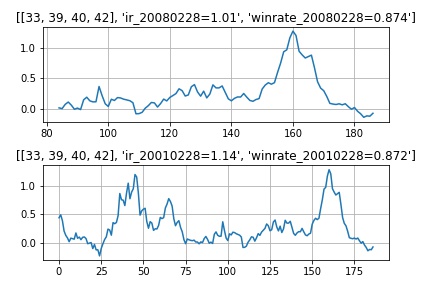 [[33, 39, 40, 42], 'ir_20080228=1.01', 'winrate_20080228=0.874']
1.0
0.5
0.0
80 100 120 140 160 180
[[33, 39, 40, 42], 'ir_20010228=1.14', 'winrate_20010228=0.872']
1.0
0.5
0.0
0 25 50 75 100 125 150 175